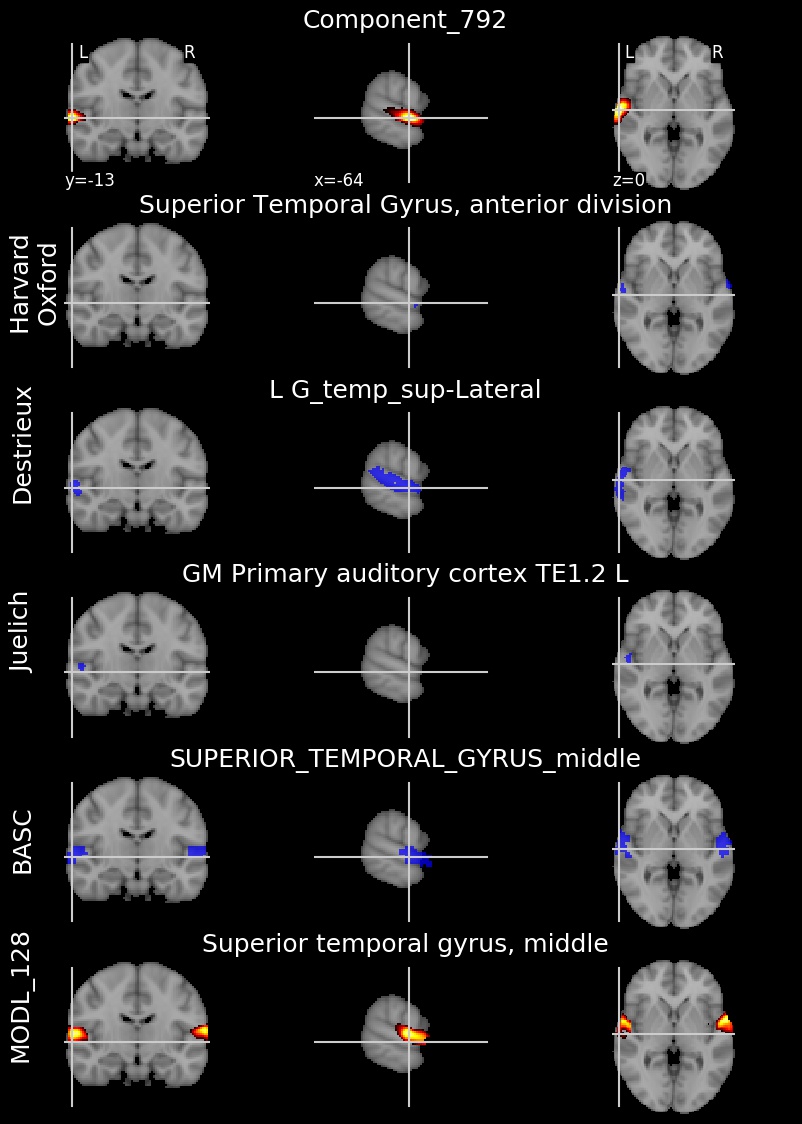 Component_792
L R
L R
y=-13
x=-64
z=0
Superior Temporal Gyrus, anterior division
Harvard
Oxford
L G_temp_sup-Lateral
Destrieux
GM Primary auditory cortex TE1.2 L
Juelich
SUPERIOR_TEMPORAL_GYRUS_middle
BASC
Superior temporal gyrus, middle
MODL_128